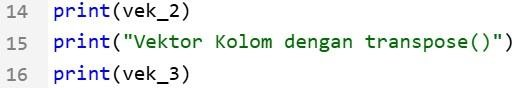 14 print(vek_2)
15 print("Vektor Kolom dengan transpose()")
16 print(vek_3)